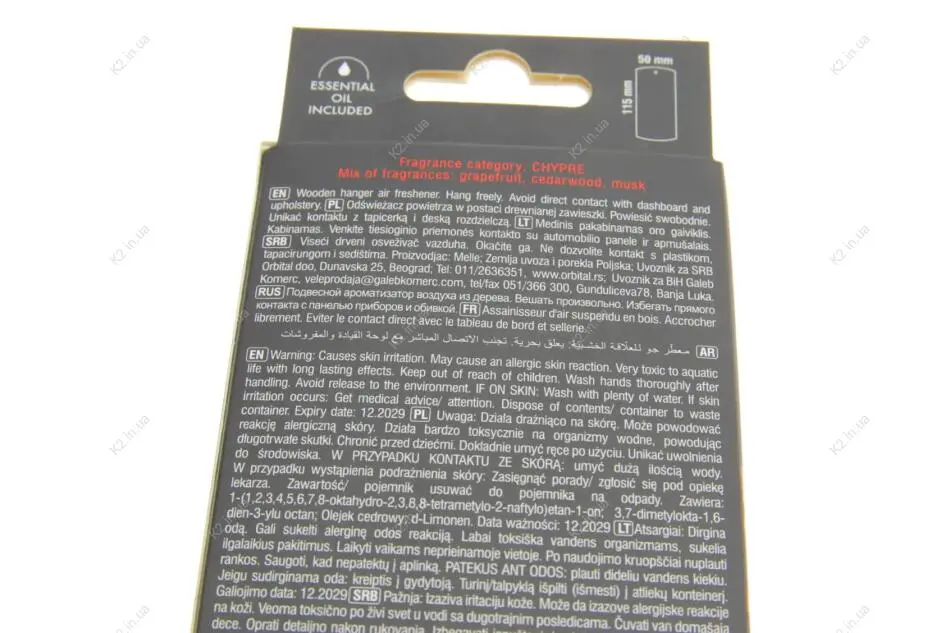 ESSENTIAL
OIL
INCLUDED
50 mm
115 mm
Fragrance category, CHYPRE
Mix of fragrances: grapefruit, cedarwood, musk
EN Wooden hanger air freshener. Hang freely. Avoid direct contact with dashboard and
upholstery. PL Odświeżacz powietrza w postaci drewnianej zawieszki. Powiesić swobodnie.
Unikać kontaktu z tapicerką i deską rozdzielczą. LT Medinis pakabinamas oro gaiviklis.
Kabinamas. Venkite tiesioginio priemonės kontakto su automobilio panele ir apmušalais.
SRB Viseći drveni osveživač vazduha. Okačite ga. Ne dozvolite kontakt s plastikom,
tapacirungom i sedištima. Proizvodjac: Melle; Zemlja uvoza i porekla Poljska; Uvoznik za SRB
Orbital doo, Dunavska 25, Beograd; Tel: 011/2636351, www.orbital.rs; Uvoznik za BiH Galeb
Komerc, veleprodaja@galebkomerc.com, tel/fax 051/366 300, Gunduliceva78, Banja Luka.
RUS Подвесной ароматизатор воздуха из дерева. Вешать произвольно. Избегать прямого
контакта с панелью приборов и обивкой. FR Assainisseur d'air suspendu en bois. Accrocher
librement. Eviter le contact direct avec le tableau de bord et sellerie.
AR معطر جو للعلاقة الخشبية: يعلق بحرية. تجنب الاتصال المباشر مع لوحة القيادة والمفروشات
EN Warning: Causes skin irritation. May cause an allergic skin reaction. Very toxic to aquatic
life with long lasting effects. Keep out of reach of children. Wash hands thoroughly after
handling. Avoid release to the environment. IF ON SKIN: Wash with plenty of water. If skin
irritation occurs: Get medical advice/ attention. Dispose of contents/ container to waste
container. Expiry date: 12.2029 PL Uwaga: Działa drażniąco na skórę. Może powodować
reakcję alergiczną skóry. Działa bardzo toksycznie na organizmy wodne, powodując
długotrwałe skutki. Chronić przed dziećmi. Dokładnie umyć ręce po użyciu. Unikać uwolnienia
do środowiska. W PRZYPADKU KONTAKTU ZE SKÓRĄ: umyć dużą ilością wody.
W przypadku wystąpienia podrażnienia skóry: Zasięgnąć porady/ zgłosić się pod opiekę
lekarza. Zawartość/ pojemnik usuwać do pojemnika na odpady. Zawiera:
1-(1,2,3,4,5,6,7,8-oktahydro-2,3,8,8-tetrametylo-2-naftylo)etan-1-on; 3,7-dimetylokta-1,6-
dien-3-ylu octan; Olejek cedrowy; d-Limonen. Data ważności: 12.2029 LT Atsargiai: Dirgina
odą. Gali sukelti alerginę odos reakciją. Labai toksiška vandens organizmams, sukelia
ilgalaikius pakitimus. Laikyti vaikams neprieinamoje vietoje. Po naudojimo kruopščiai nuplauti
rankas. Saugoti, kad nepatektų į aplinką. PATEKUS ANT ODOS: plauti dideliu vandens kiekiu.
Jeigu sudirginama oda: kreiptis į gydytoją. Turinį/talpyklą išpilti (išmesti) į atliekų konteinerį.
Galiojimo data: 12.2029 SRB Pažnja: Izaziva iritaciju kože. Može da izazove alergijske reakcije
na koži. Veoma toksično po živi svet u vodi sa dugotrajnim posledicama. Čuvati van domašaja
dece. Oprati detaljno nakon rukovanja. Izbegavati
K2.in.ua